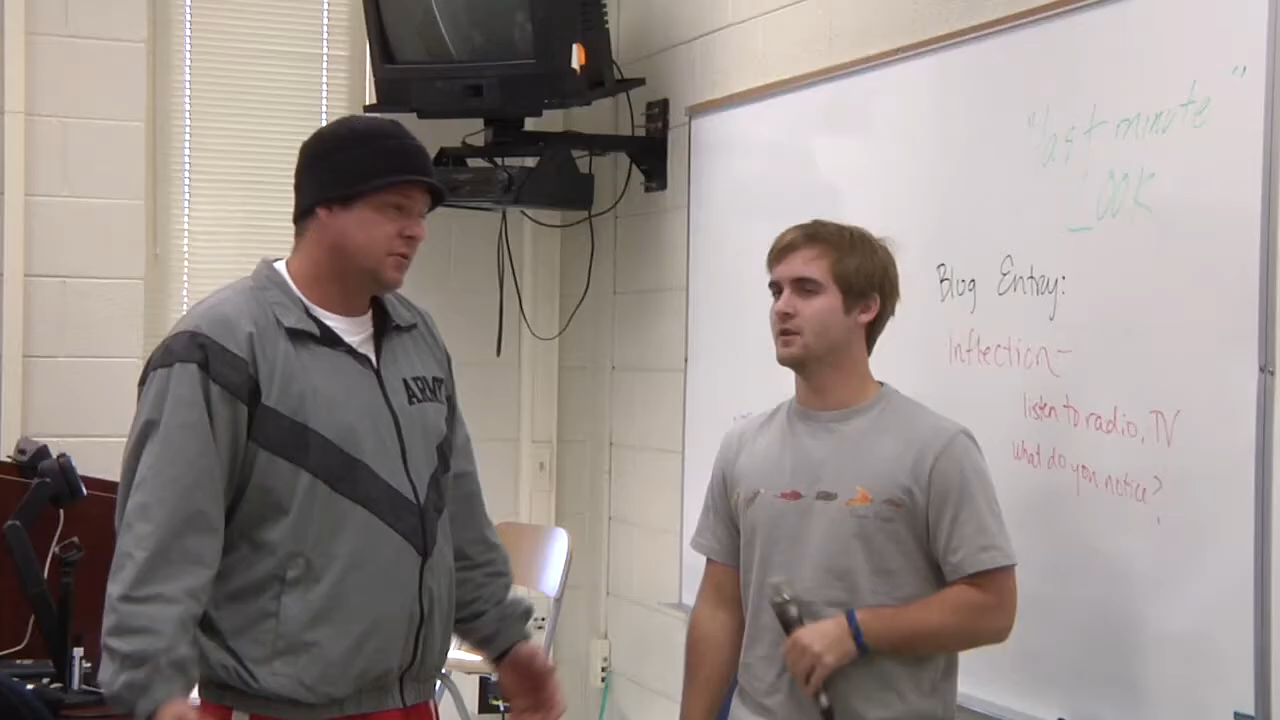 "last minute"
Look
Blog Entry:
Inflection-
listen to radio, TV
What do you notice?
ARMY